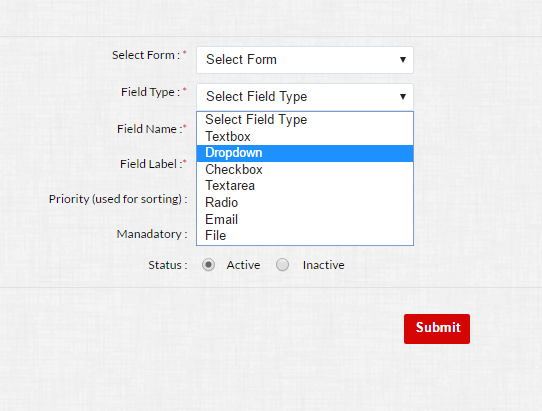 Select Form : * Select Form
Field Type : * Select Field Type
Select Field Type
Field Name :* Textbox
Dropdown
Field Label :* Checkbox
Textarea
Priority (used for sorting) : Radio
Email
Manadatory : File
Status : Active Inactive
Submit